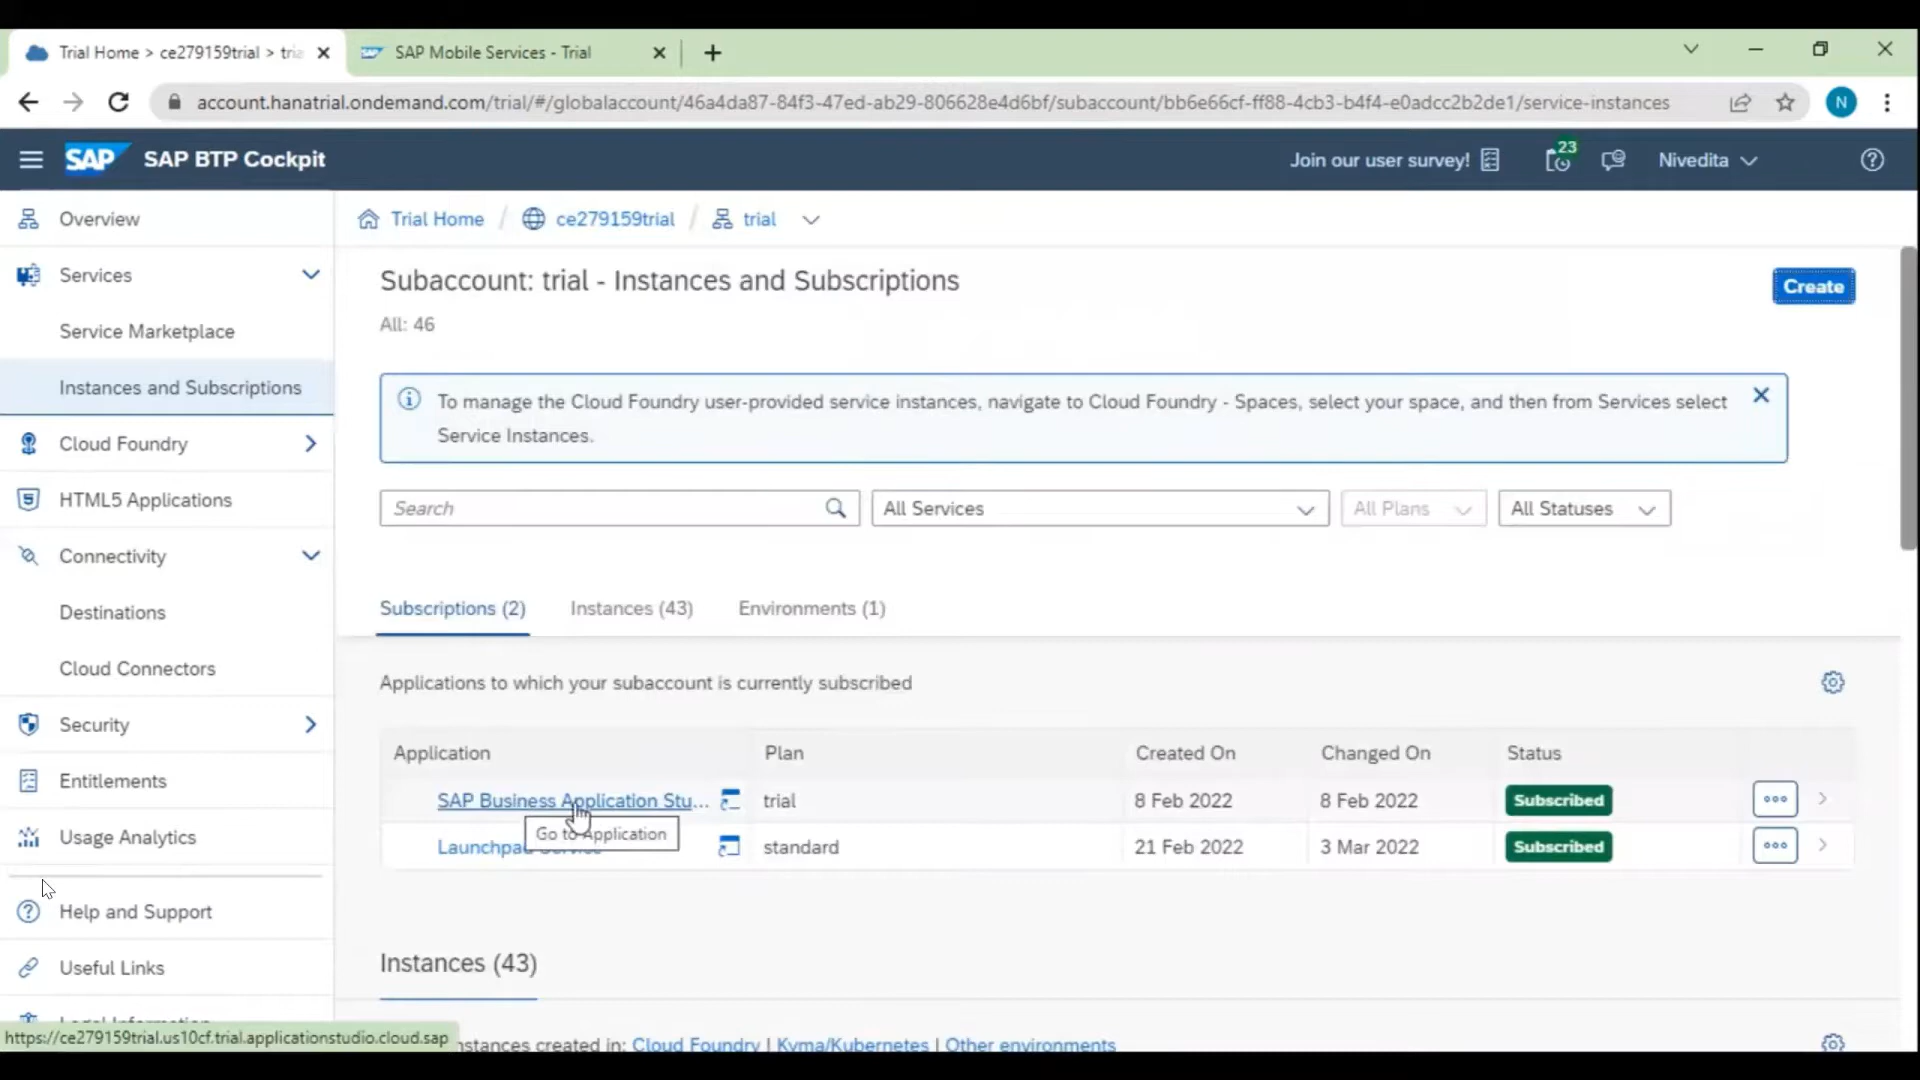 Trial Home > ce279159trial > tria
SAP Mobile Services - Trial
account.hanatrial.ondemand.com/trial/#/globalaccount/46a4da87-84f3-47ed-ab29-806628e4d6bf/subaccount/bb6e66cf-ff88-4cb3-b4f4-e0adcc2b2de1/service-instances
N
SAP
SAP BTP Cockpit
Join our user survey!
23
Nivedita
Overview
Services
Service Marketplace
Instances and Subscriptions
Cloud Foundry
HTML5 Applications
Connectivity
Destinations
Cloud Connectors
Security
Entitlements
Usage Analytics
Help and Support
Useful Links
Legal Information
https://ce279159trial.us10cf.trial.applicationstudio.cloud.sap
Trial Home / ce279159trial / trial
Subaccount: trial - Instances and Subscriptions
Create
All: 46
To manage the Cloud Foundry user-provided service instances, navigate to Cloud Foundry - Spaces, select your space, and then from Services select
Service Instances.
Search
All Services
All Plans
All Statuses
Subscriptions (2)
Instances (43)
Environments (1)
Applications to which your subaccount is currently subscribed
Application Plan Created On Changed On Status
SAP Business Application Stu... trial 8 Feb 2022 8 Feb 2022 Subscribed
Go to Application
Launchpad Service standard 21 Feb 2022 3 Mar 2022 Subscribed
Instances (43)
nstances created in: Cloud Foundry | Kyma/Kubernetes | Other environments